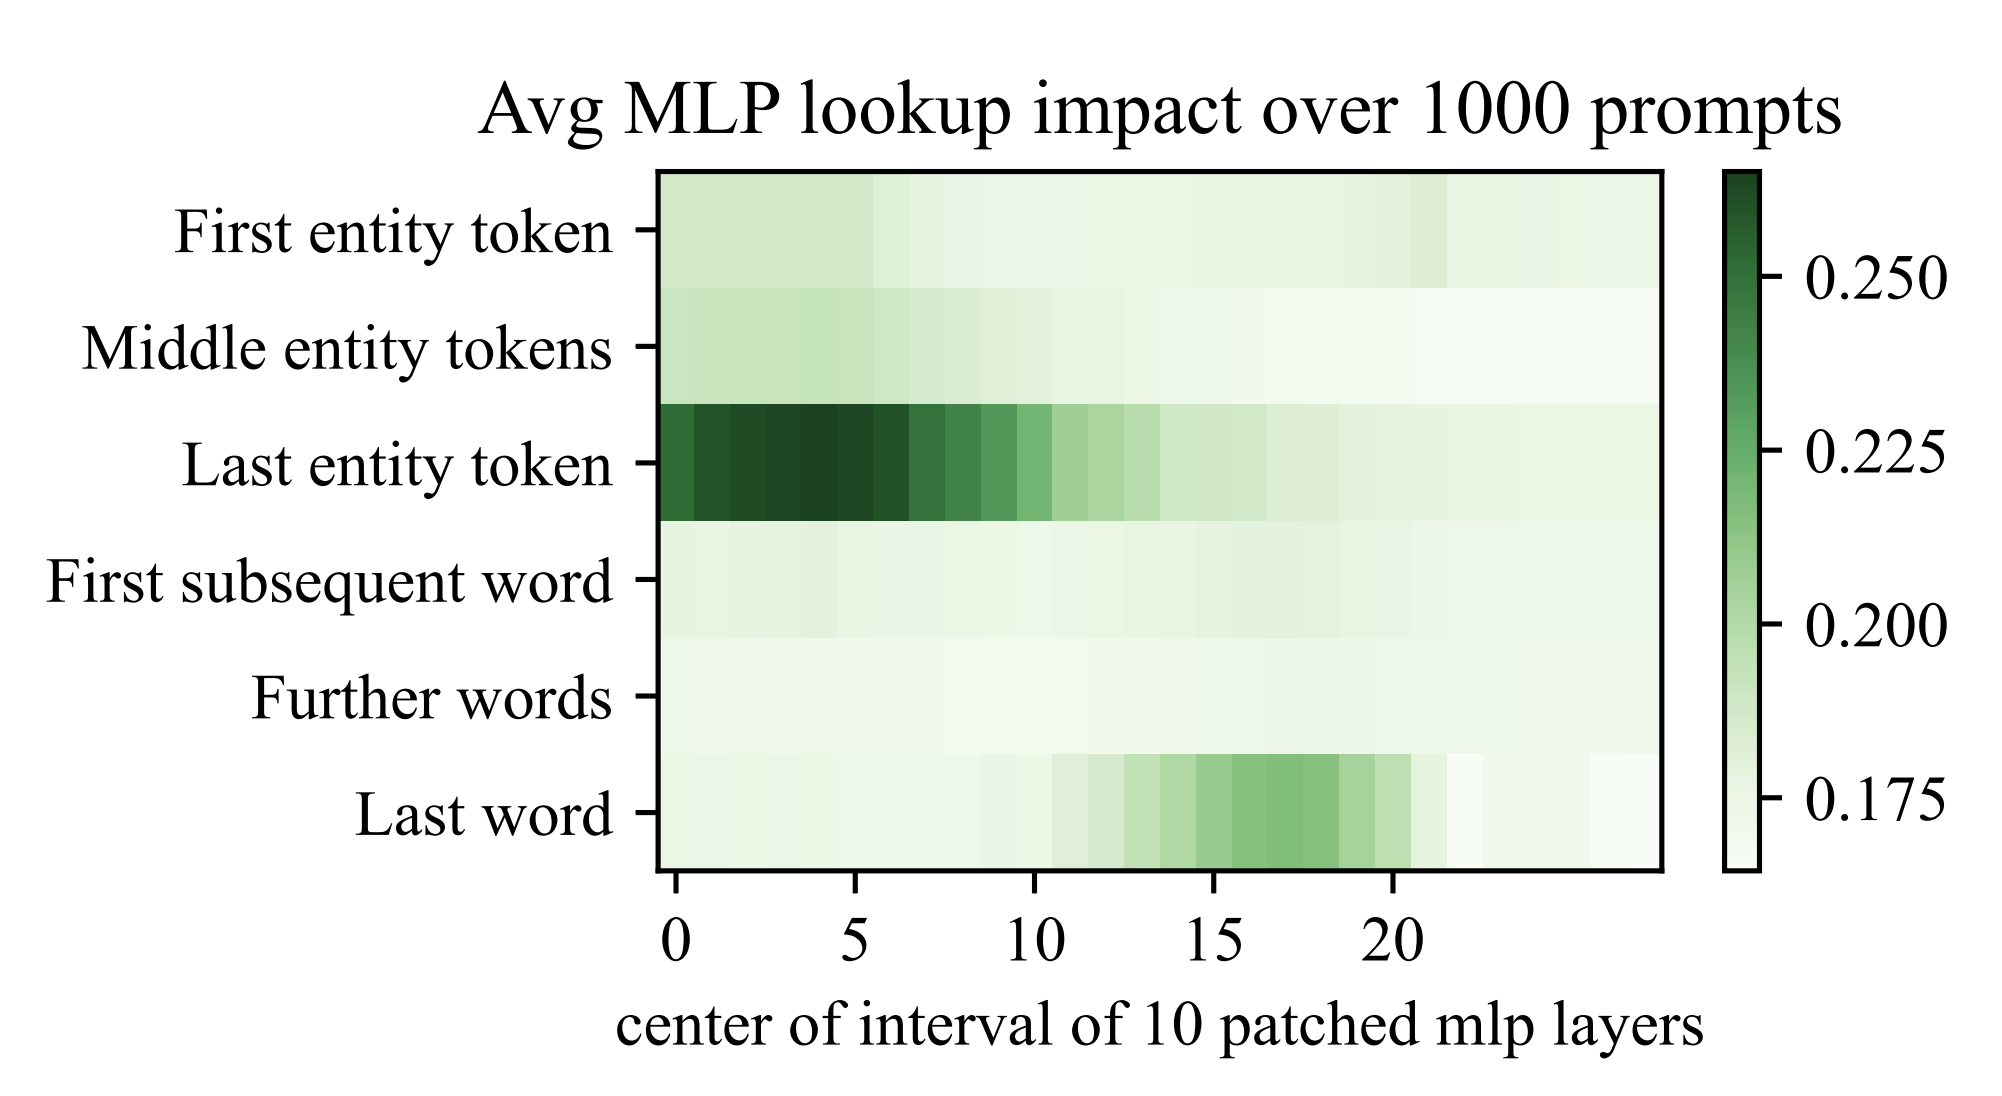 Avg MLP lookup impact over 1000 prompts
First entity token
Middle entity tokens
Last entity token
First subsequent word
Further words
Last word
0 5 10 15 20
center of interval of 10 patched mlp layers
0.250
0.225
0.200
0.175